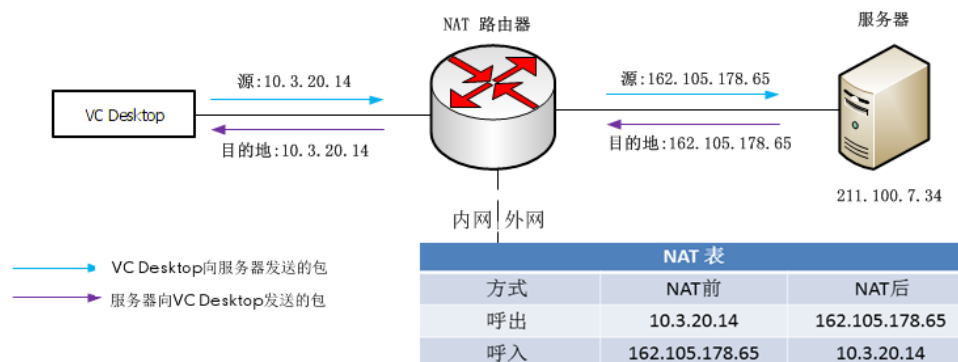 NAT 路由器
服务器
源:10.3.20.14
源:162.105.178.65
VC Desktop
目的地:10.3.20.14
目的地:162.105.178.65
211.100.7.34
内网 外网
VC Desktop向服务器发送的包
服务器向VC Desktop发送的包
NAT 表
方式 NAT前 NAT后
呼出 10.3.20.14 162.105.178.65
呼入 162.105.178.65 10.3.20.14